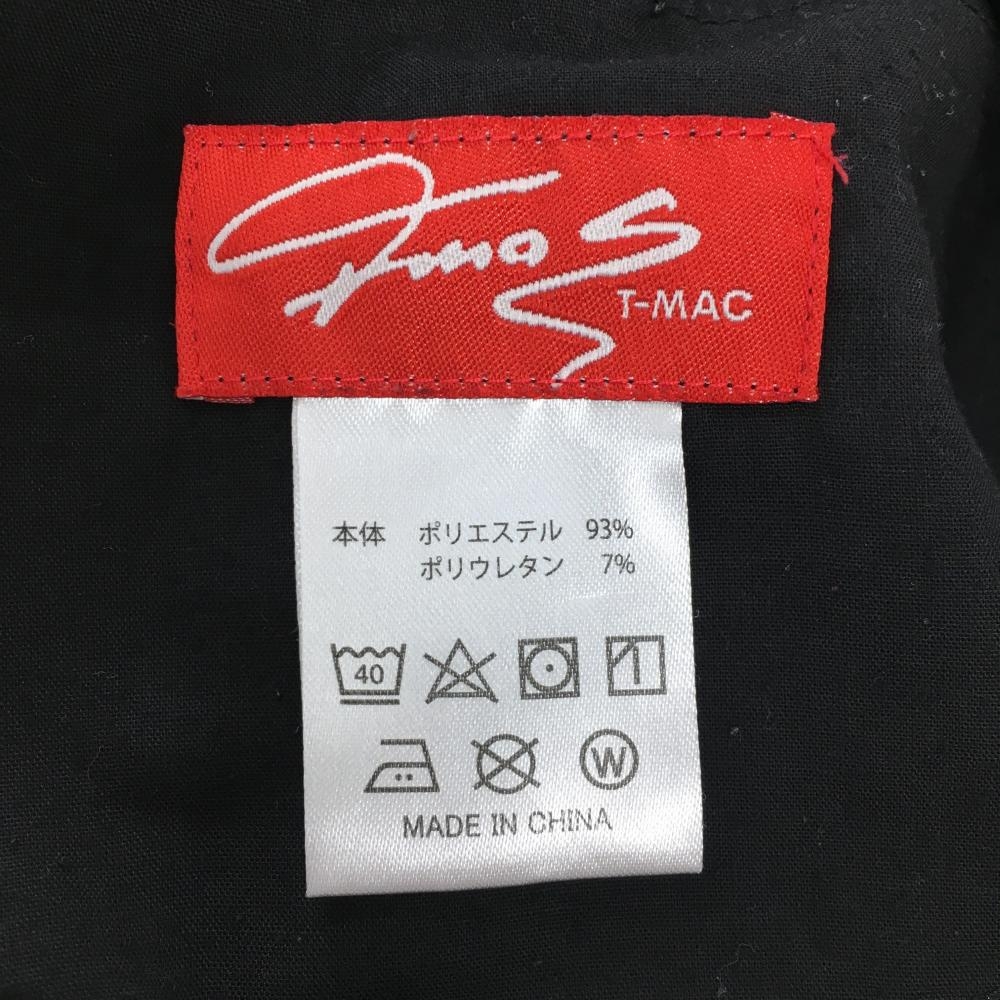 T-MAC
本体 ポリエステル 93%
ポリウレタン 7%
40
W
MADE IN CHINA